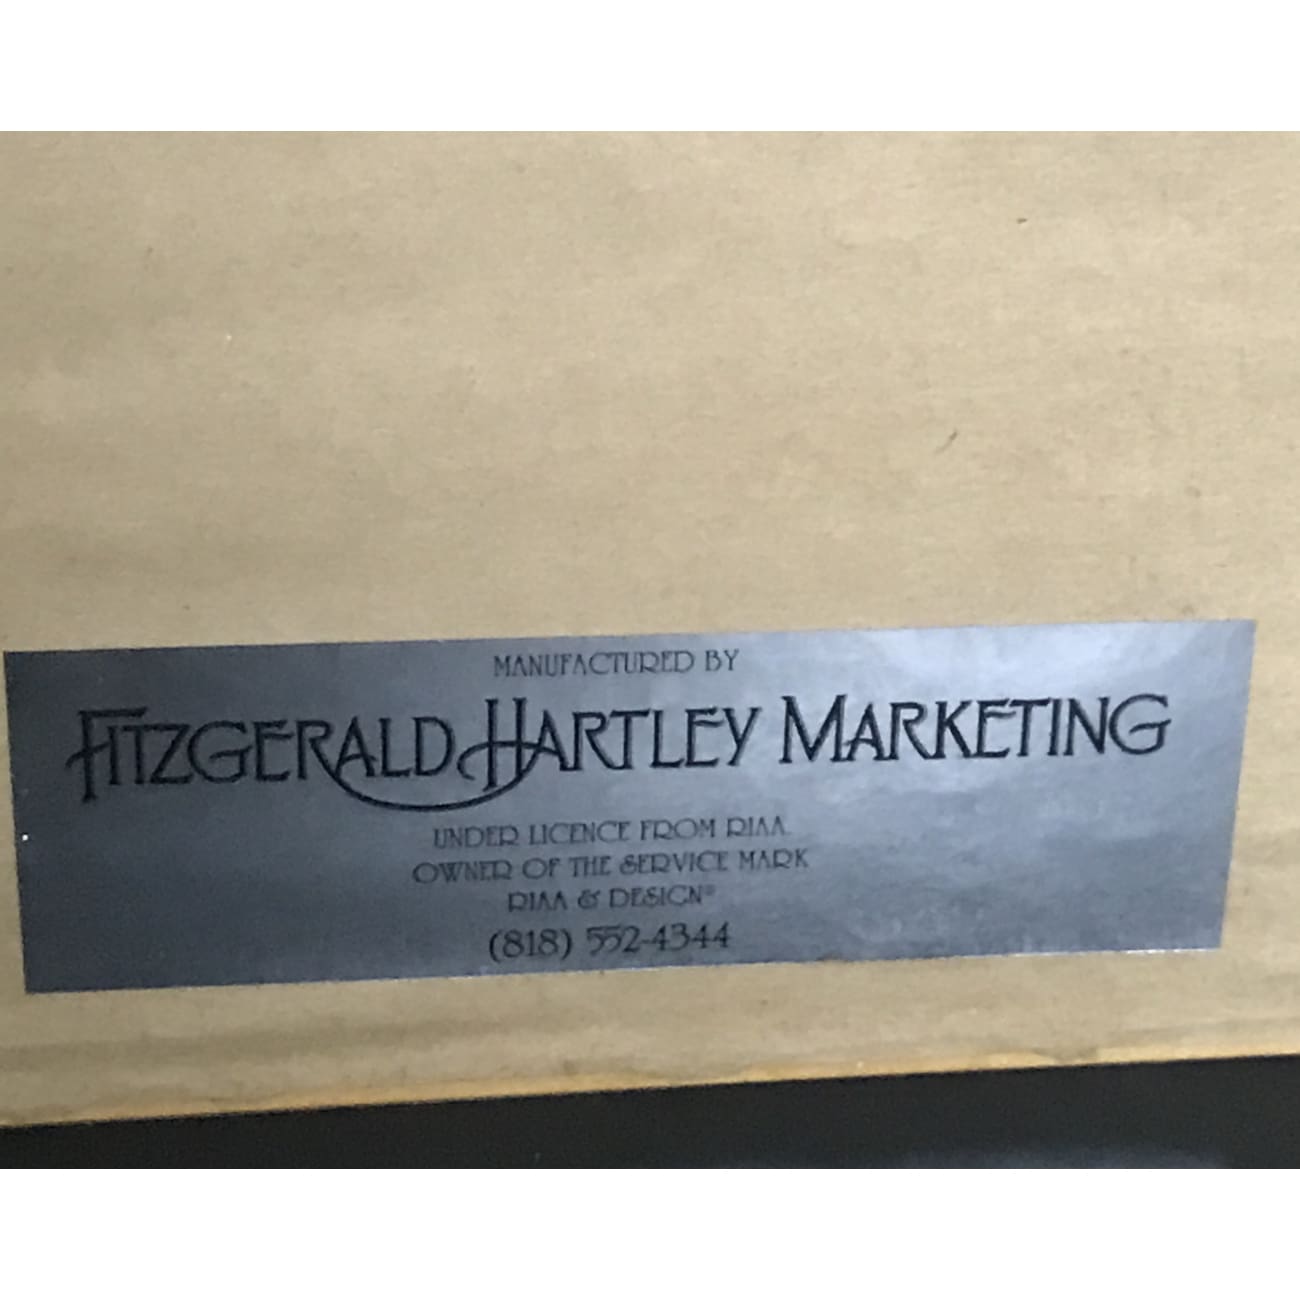 MANUFACTURED BY
FITZGERALD HARTLEY MARKETING
UNDER LICENCE FROM RIAA
OWNER OF THE SERVICE MARK
RIAA & DESIGN®
(818) 552-4344